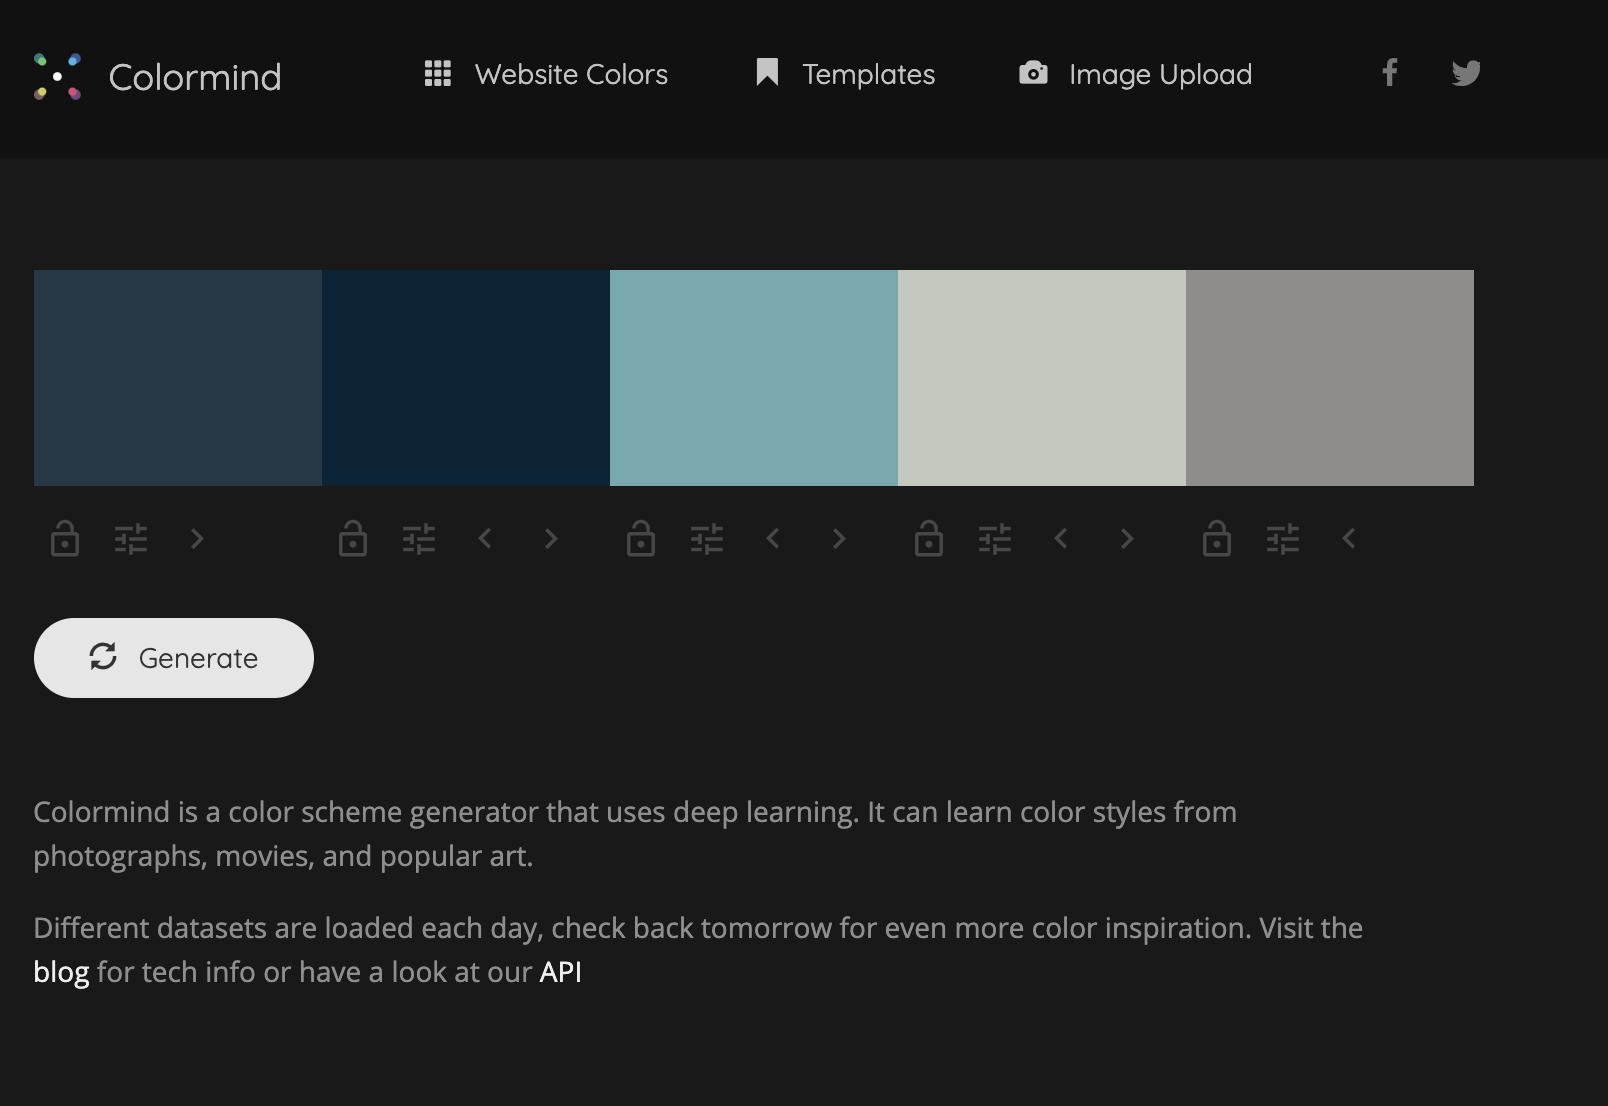 Colormind
Website Colors
Templates
Image Upload
Generate
Colormind is a color scheme generator that uses deep learning. It can learn color styles from
photographs, movies, and popular art.
Different datasets are loaded each day, check back tomorrow for even more color inspiration. Visit the
blog for tech info or have a look at our API